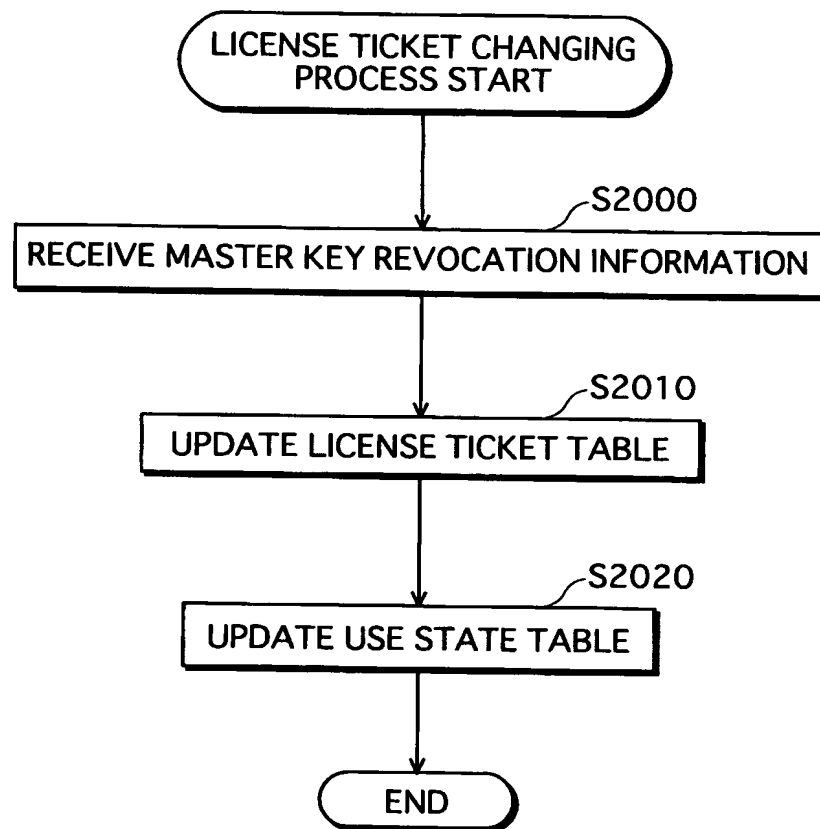 LICENSE TICKET CHANGING
PROCESS START
S2000
RECEIVE MASTER KEY REVOCATION INFORMATION
S2010
UPDATE LICENSE TICKET TABLE
S2020
UPDATE USE STATE TABLE
END